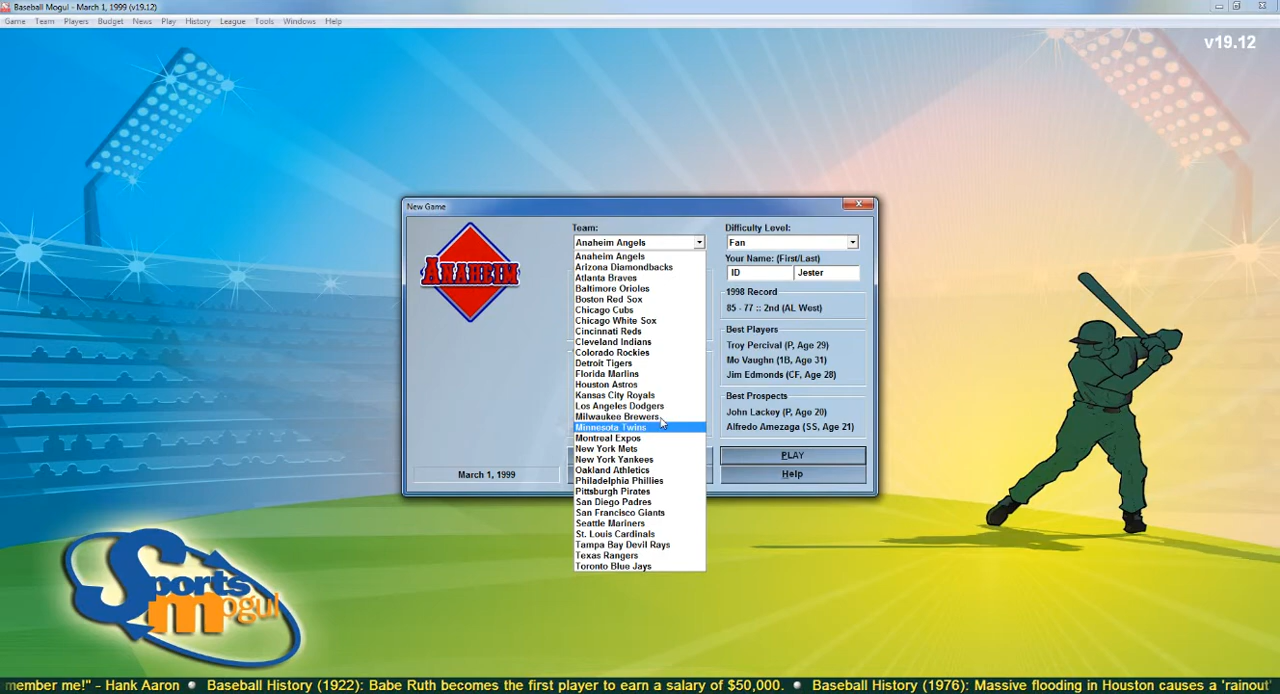 Baseball Mogul - March 1, 1999 (v19.12)
Game Team Players Budget News Play History League Tools Windows Help
v19.12
New Game
ANAHEIM
March 1, 1999
Team:
Anaheim Angels
Anaheim Angels
Arizona Diamondbacks
Atlanta Braves
Baltimore Orioles
Boston Red Sox
Chicago Cubs
Chicago White Sox
Cincinnati Reds
Cleveland Indians
Colorado Rockies
Detroit Tigers
Florida Marlins
Houston Astros
Kansas City Royals
Los Angeles Dodgers
Milwaukee Brewers
Minnesota Twins
Montreal Expos
New York Mets
New York Yankees
Oakland Athletics
Philadelphia Phillies
Pittsburgh Pirates
San Diego Padres
San Francisco Giants
Seattle Mariners
St. Louis Cardinals
Tampa Bay Devil Rays
Texas Rangers
Toronto Blue Jays
Difficulty Level:
Fan
Your Name: (First/Last)
ID Jester
1998 Record
85 - 77 :: 2nd (AL West)
Best Players
Troy Percival (P, Age 29)
Mo Vaughn (1B, Age 31)
Jim Edmonds (CF, Age 28)
Best Prospects
John Lackey (P, Age 20)
Alfredo Amezaga (SS, Age 21)
PLAY
Help
Sports
Mogul
member me!" - Hank Aaron Baseball History (1922): Babe Ruth becomes the first player to earn a salary of $50,000. Baseball History (1976): Massive flooding in Houston causes a 'rainout'